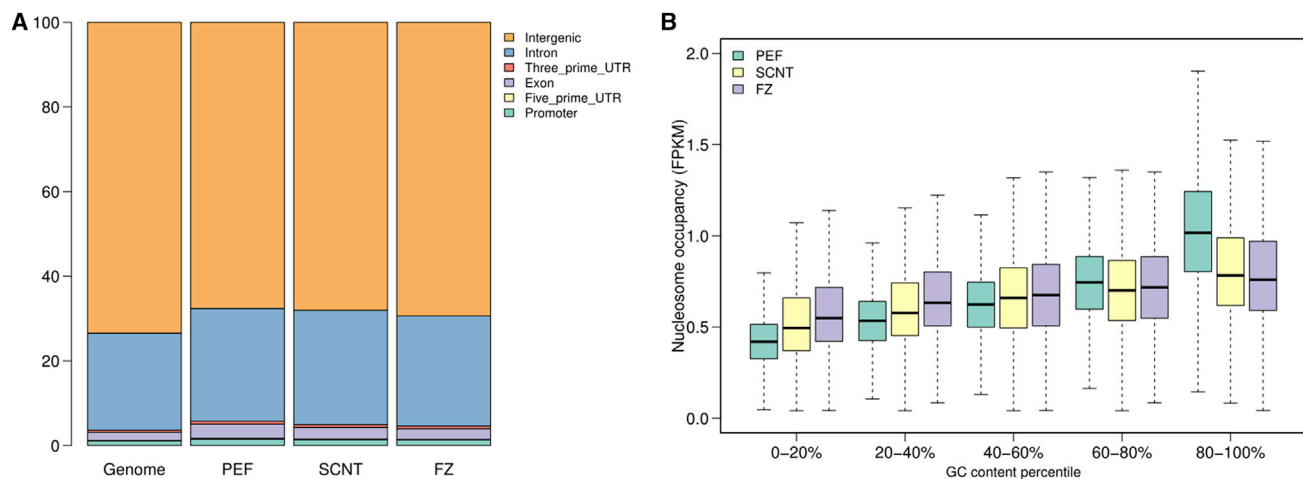 A
100
80
60
40
20
0
Genome
PEF
SCNT
FZ
Intergenic
Intron
Three_prime_UTR
Exon
Five_prime_UTR
Promoter
B
PEF
SCNT
FZ
Nucleosome occupancy (FPKM)
2.0
1.5
1.0
0.5
0.0
0−20%
20−40%
40−60%
60−80%
80−100%
GC content percentile